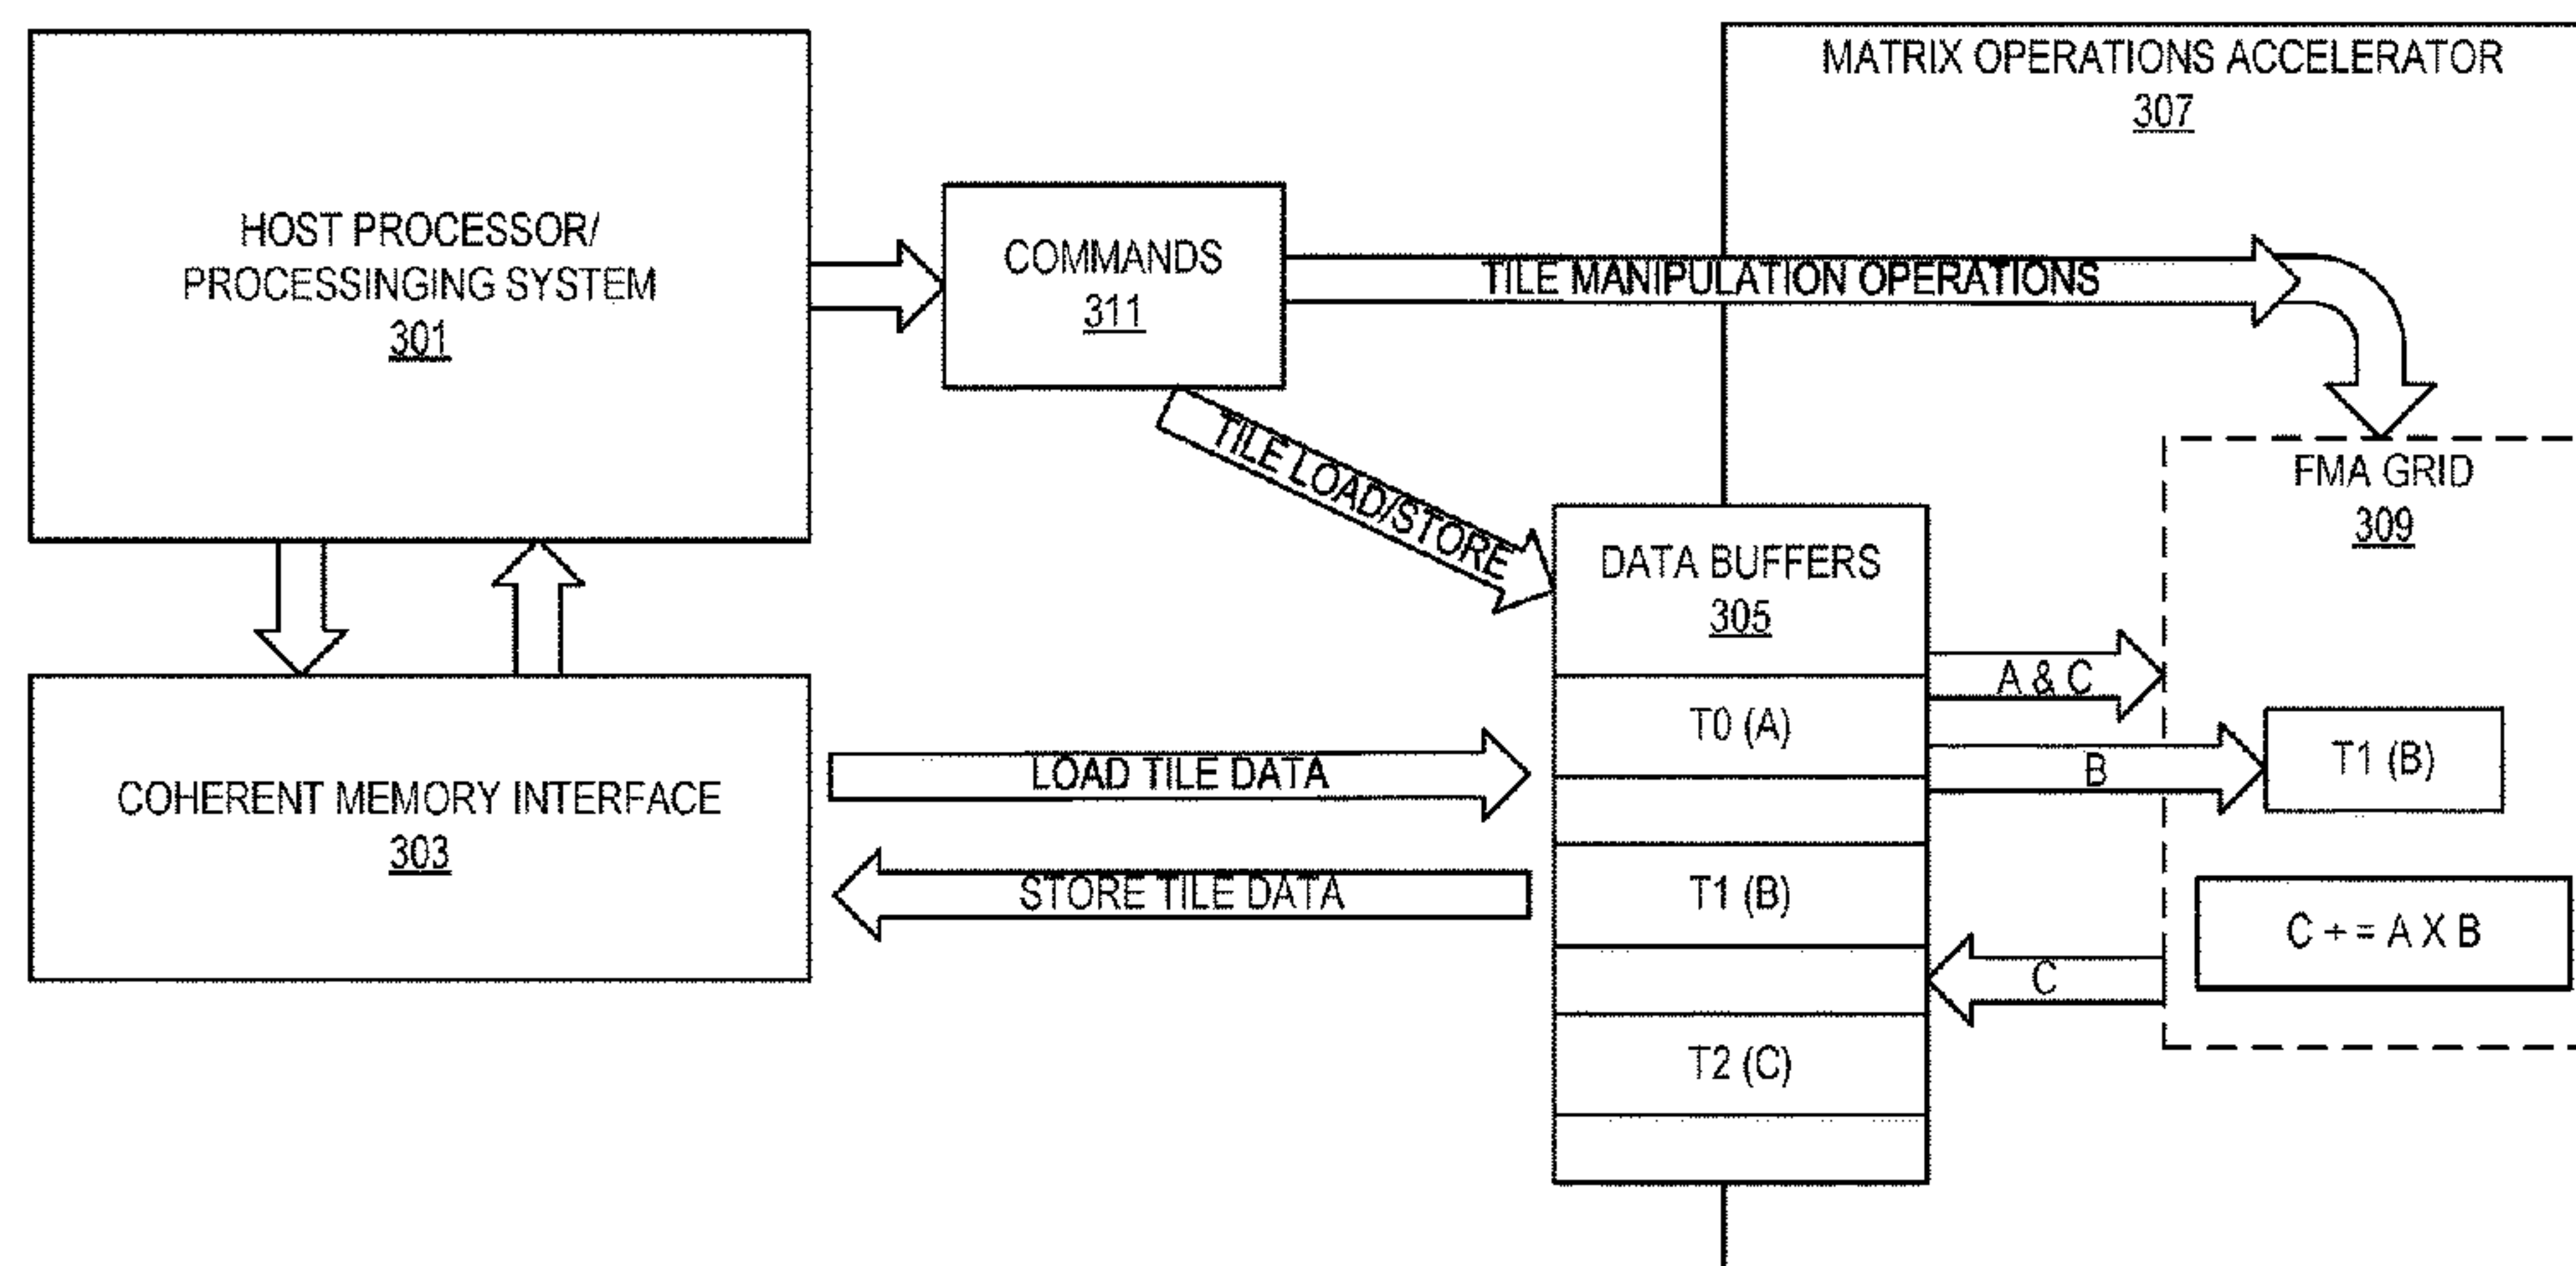 MATRIX OPERATIONS ACCELERATOR
307
HOST PROCESSOR/
PROCESSINGING SYSTEM
301
COMMANDS
311
TILE MANIPULATION OPERATIONS
TILE LOAD/STORE
FMA GRID
309
DATA BUFFERS
305
A & C
T0 (A)
B
T1 (B)
COHERENT MEMORY INTERFACE
303
LOAD TILE DATA
STORE TILE DATA
T1 (B)
C + = A X B
C
T2 (C)